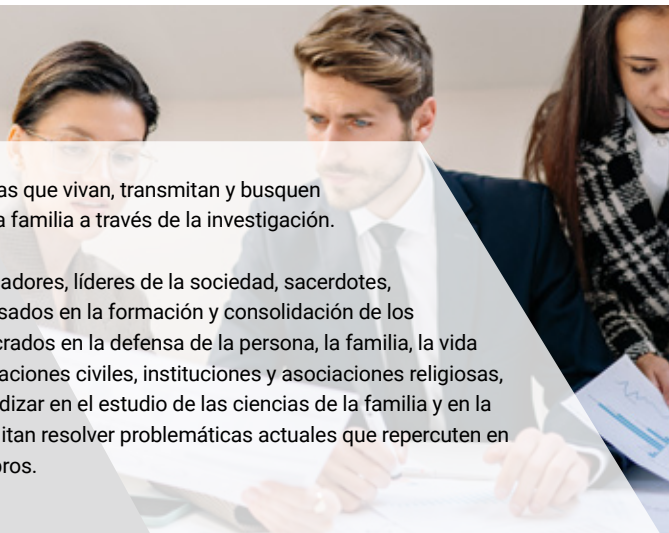 as que vivan, transmitan y busquen
a familia a través de la investigación.
adores, líderes de la sociedad, sacerdotes,
sados en la formación y consolidación de los
crados en la defensa de la persona, la familia, la vida
aciones civiles, instituciones y asociaciones religiosas,
dizar en el estudio de las ciencias de la familia y en la
itan resolver problemáticas actuales que repercuten en
bros.